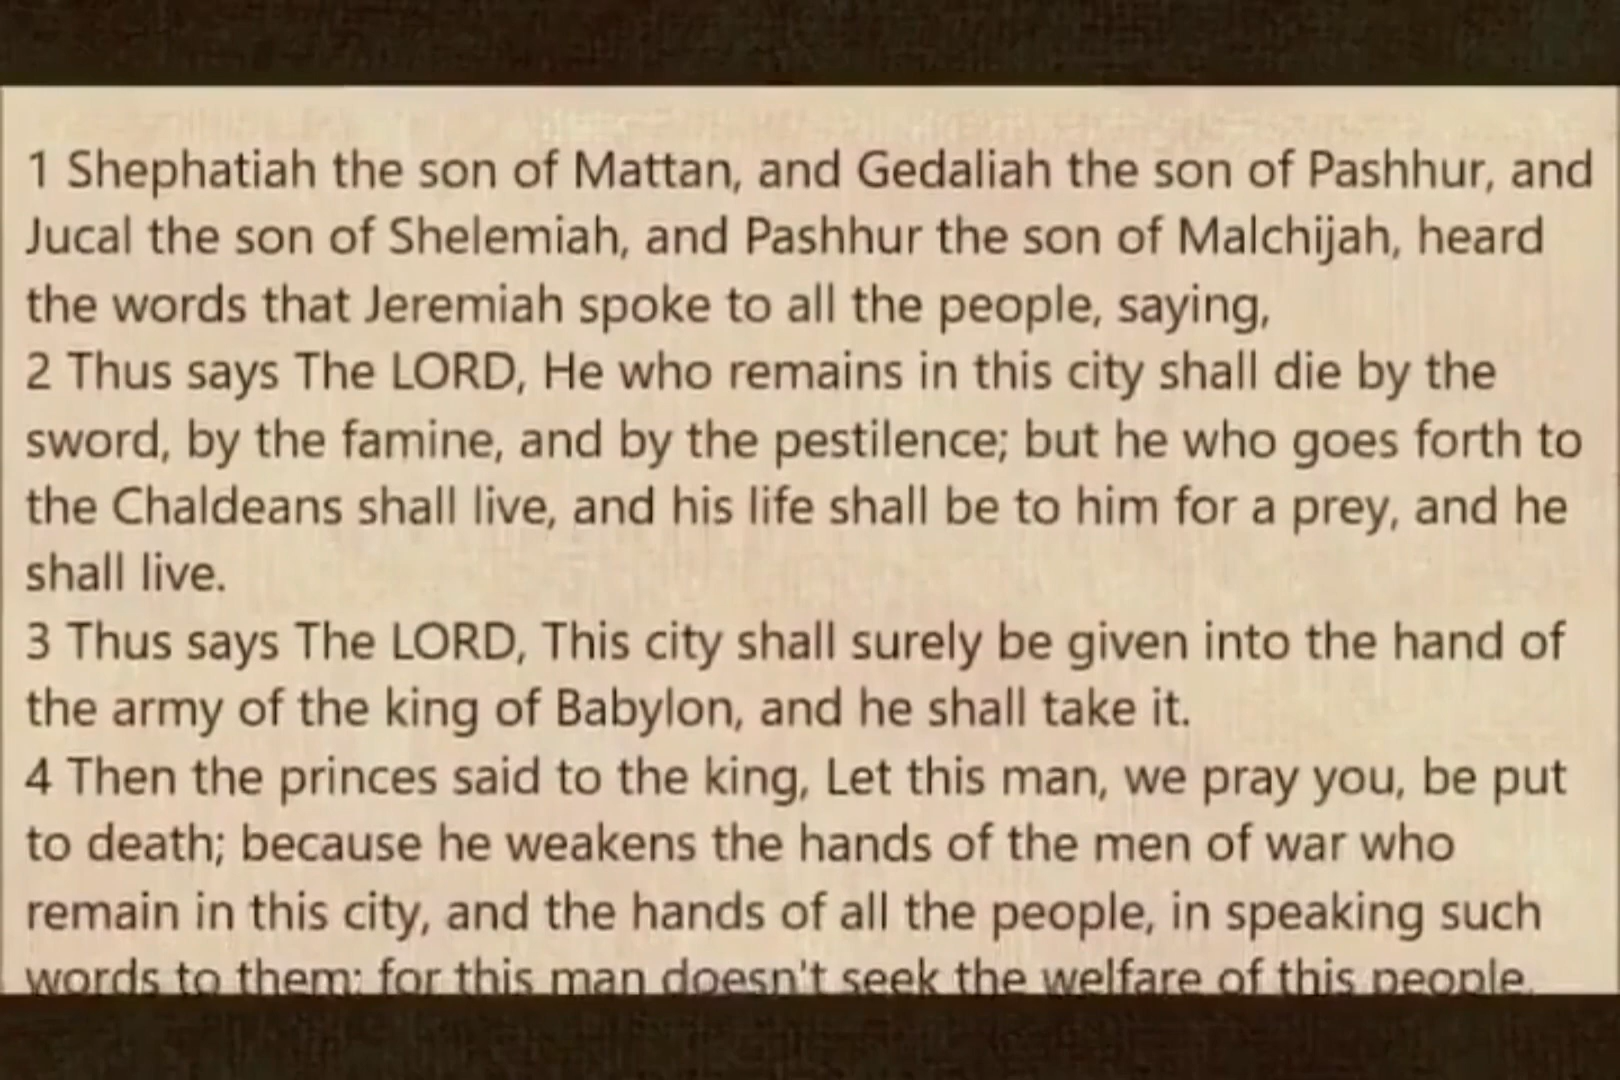 1 Shephatiah the son of Mattan, and Gedaliah the son of Pashhur, and
Jucal the son of Shelemiah, and Pashhur the son of Malchijah, heard
the words that Jeremiah spoke to all the people, saying,
2 Thus says The LORD, He who remains in this city shall die by the
sword, by the famine, and by the pestilence; but he who goes forth to
the Chaldeans shall live, and his life shall be to him for a prey, and he
shall live.
3 Thus says The LORD, This city shall surely be given into the hand of
the army of the king of Babylon, and he shall take it.
4 Then the princes said to the king, Let this man, we pray you, be put
to death; because he weakens the hands of the men of war who
remain in this city, and the hands of all the people, in speaking such
words to them: for this man doesn't seek the welfare of this people,